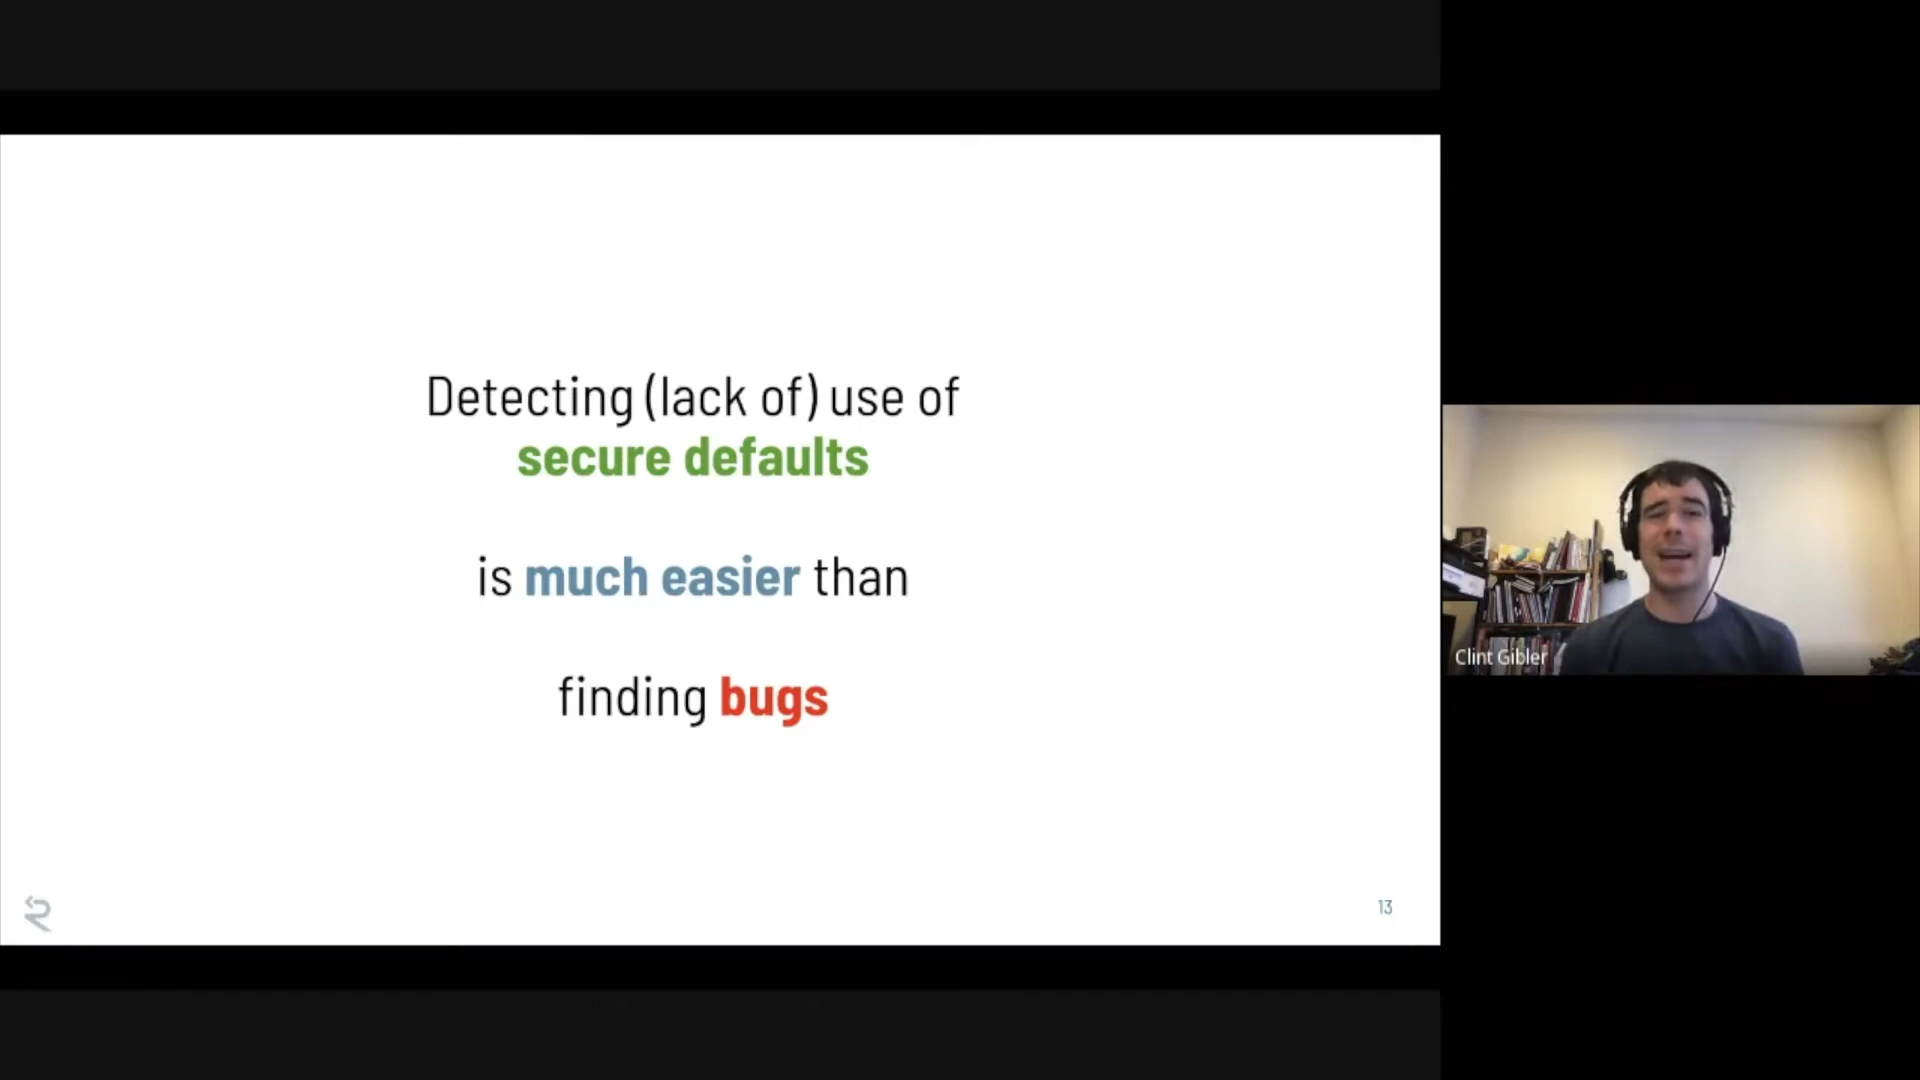 Detecting (lack of) use of
secure defaults
is much easier than
finding bugs
13
Clint Gibler